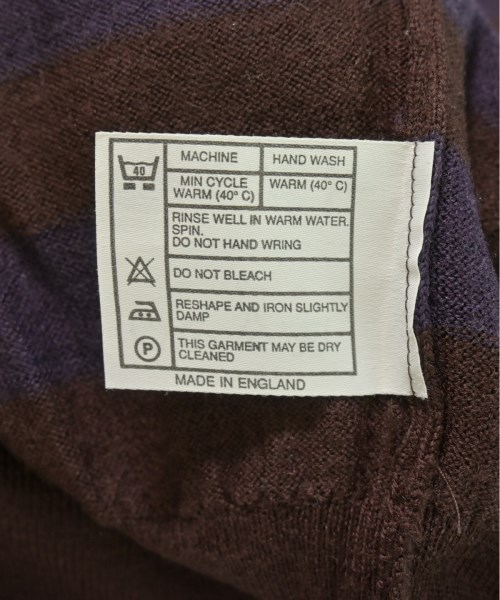 40
MACHINE
HAND WASH
MIN CYCLE
WARM (40° C)
WARM (40° C)
RINSE WELL IN WARM WATER.
SPIN.
DO NOT HAND WRING
DO NOT BLEACH
RESHAPE AND IRON SLIGHTLY
DAMP
P
THIS GARMENT MAY BE DRY
CLEANED
MADE IN ENGLAND